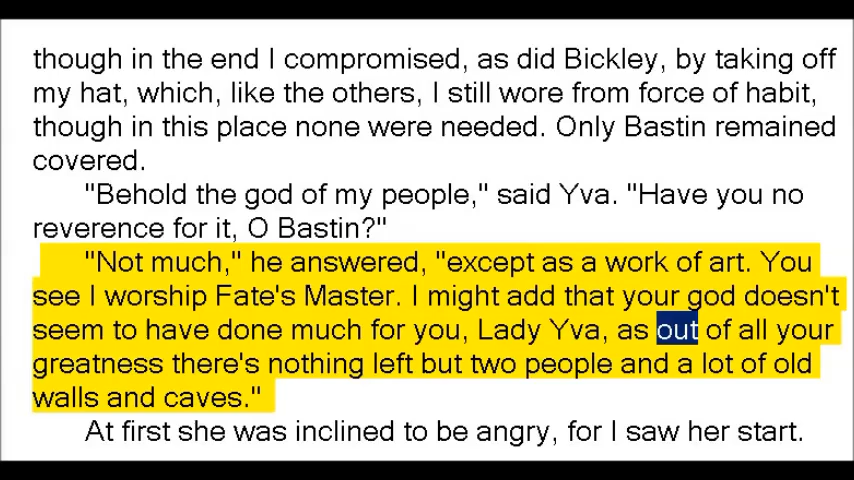 though in the end I compromised, as did Bickley, by taking off
my hat, which, like the others, I still wore from force of habit,
though in this place none were needed. Only Bastin remained
covered.
"Behold the god of my people," said Yva. "Have you no
reverence for it, O Bastin?"
"Not much," he answered, "except as a work of art. You
see I worship Fate's Master. I might add that your god doesn't
seem to have done much for you, Lady Yva, as out of all your
greatness there's nothing left but two people and a lot of old
walls and caves."
At first she was inclined to be angry, for I saw her start.